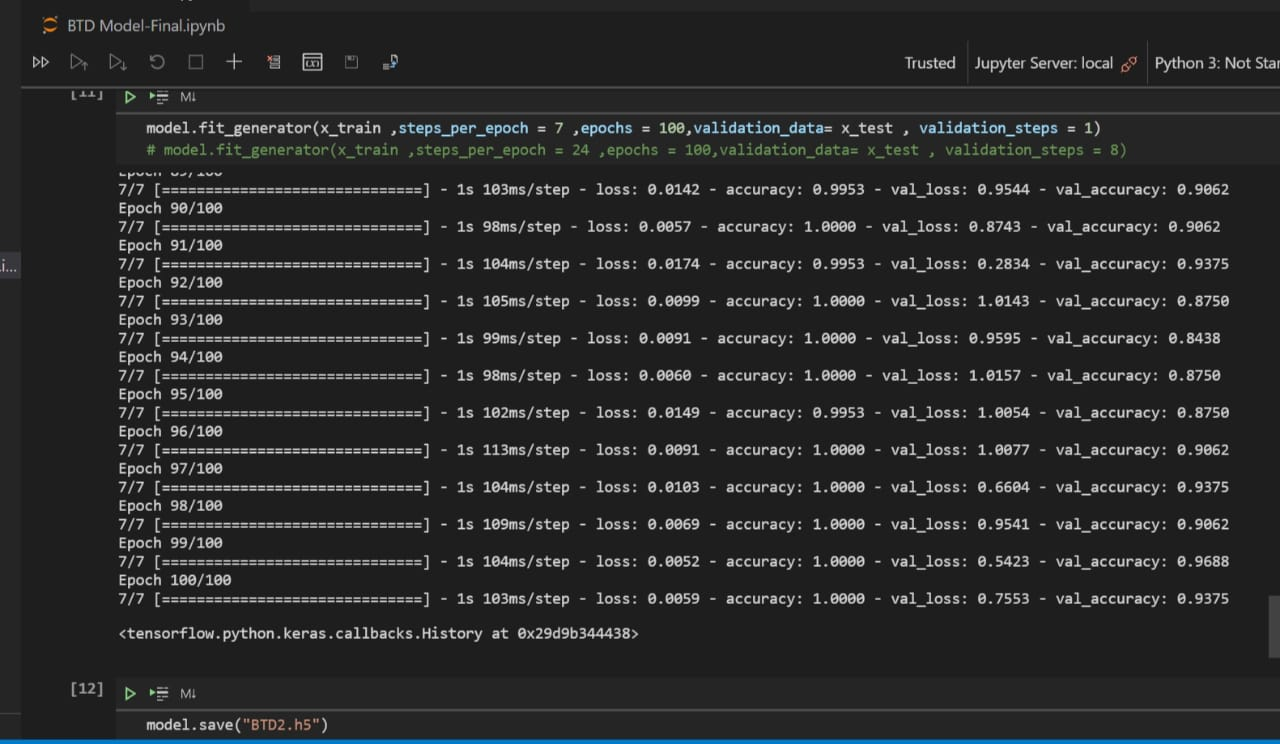 BTD Model-Final.ipynb
Trusted
Jupyter Server: local
Python 3: Not Star
[11]
M↓
model.fit_generator(x_train ,steps_per_epoch = 7 ,epochs = 100,validation_data= x_test , validation_steps = 1)
# model.fit_generator(x_train ,steps_per_epoch = 24 ,epochs = 100,validation_data= x_test , validation_steps = 8)
Epoch 89/100
7/7 [==============================] - 1s 103ms/step - loss: 0.0142 - accuracy: 0.9953 - val_loss: 0.9544 - val_accuracy: 0.9062
Epoch 90/100
7/7 [==============================] - 1s 98ms/step - loss: 0.0057 - accuracy: 1.0000 - val_loss: 0.8743 - val_accuracy: 0.9062
Epoch 91/100
7/7 [==============================] - 1s 104ms/step - loss: 0.0174 - accuracy: 0.9953 - val_loss: 0.2834 - val_accuracy: 0.9375
Epoch 92/100
7/7 [==============================] - 1s 105ms/step - loss: 0.0099 - accuracy: 1.0000 - val_loss: 1.0143 - val_accuracy: 0.8750
Epoch 93/100
7/7 [==============================] - 1s 99ms/step - loss: 0.0091 - accuracy: 1.0000 - val_loss: 0.9595 - val_accuracy: 0.8438
Epoch 94/100
7/7 [==============================] - 1s 98ms/step - loss: 0.0060 - accuracy: 1.0000 - val_loss: 1.0157 - val_accuracy: 0.8750
Epoch 95/100
7/7 [==============================] - 1s 102ms/step - loss: 0.0149 - accuracy: 0.9953 - val_loss: 1.0054 - val_accuracy: 0.8750
Epoch 96/100
7/7 [==============================] - 1s 113ms/step - loss: 0.0091 - accuracy: 1.0000 - val_loss: 1.0077 - val_accuracy: 0.9062
Epoch 97/100
7/7 [==============================] - 1s 104ms/step - loss: 0.0103 - accuracy: 1.0000 - val_loss: 0.6604 - val_accuracy: 0.9375
Epoch 98/100
7/7 [==============================] - 1s 109ms/step - loss: 0.0069 - accuracy: 1.0000 - val_loss: 0.9541 - val_accuracy: 0.9062
Epoch 99/100
7/7 [==============================] - 1s 104ms/step - loss: 0.0052 - accuracy: 1.0000 - val_loss: 0.5423 - val_accuracy: 0.9688
Epoch 100/100
7/7 [==============================] - 1s 103ms/step - loss: 0.0059 - accuracy: 1.0000 - val_loss: 0.7553 - val_accuracy: 0.9375
<tensorflow.python.keras.callbacks.History at 0x29d9b344438>
[12]
M↓
model.save("BTD2.h5")